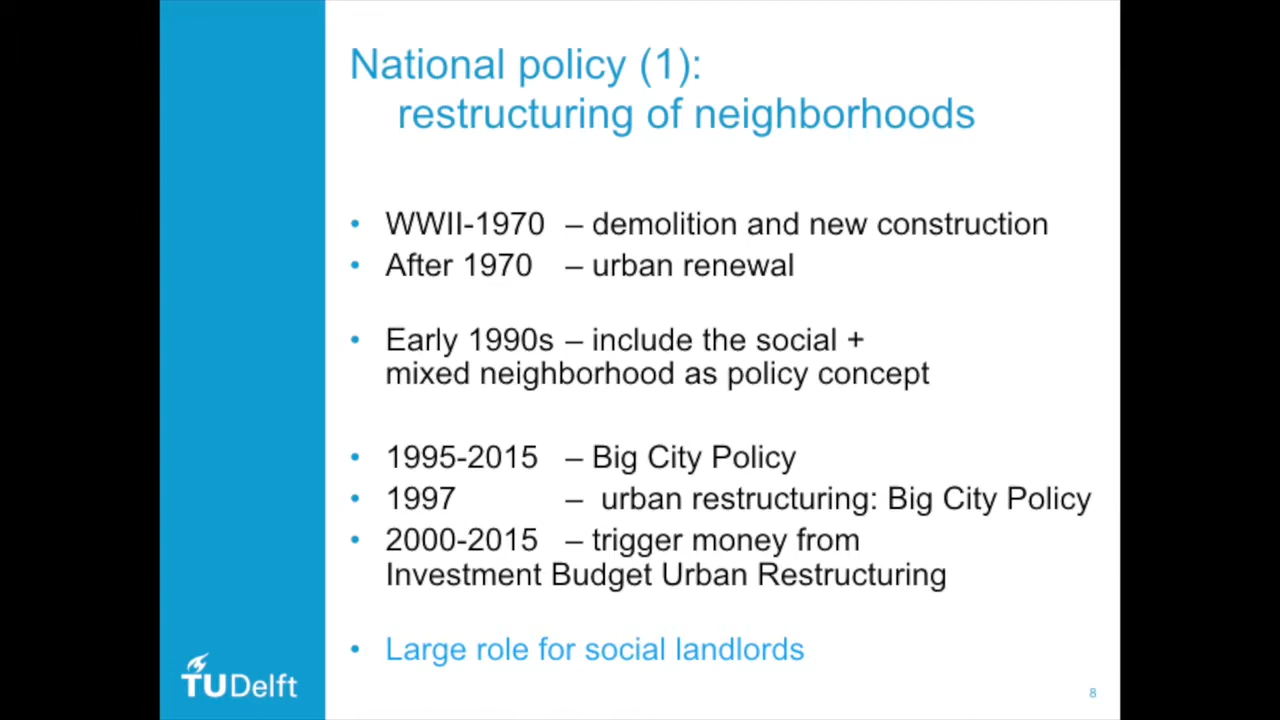 National policy (1):
restructuring of neighborhoods
• WWII-1970 – demolition and new construction
• After 1970 – urban renewal
• Early 1990s – include the social +
mixed neighborhood as policy concept
• 1995-2015 – Big City Policy
• 1997 – urban restructuring: Big City Policy
• 2000-2015 – trigger money from
Investment Budget Urban Restructuring
• Large role for social landlords
TU Delft
8